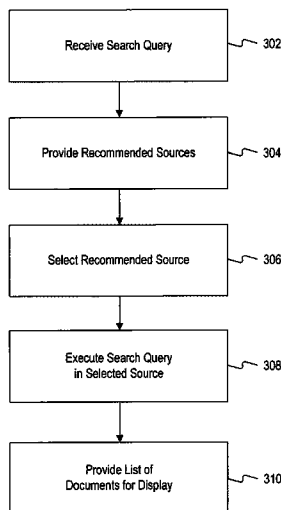 Receive Search Query
302
Provide Recommended Sources
304
Select Recommended Source
306
Execute Search Query
in Selected Source
308
Provide List of
Documents for Display
310